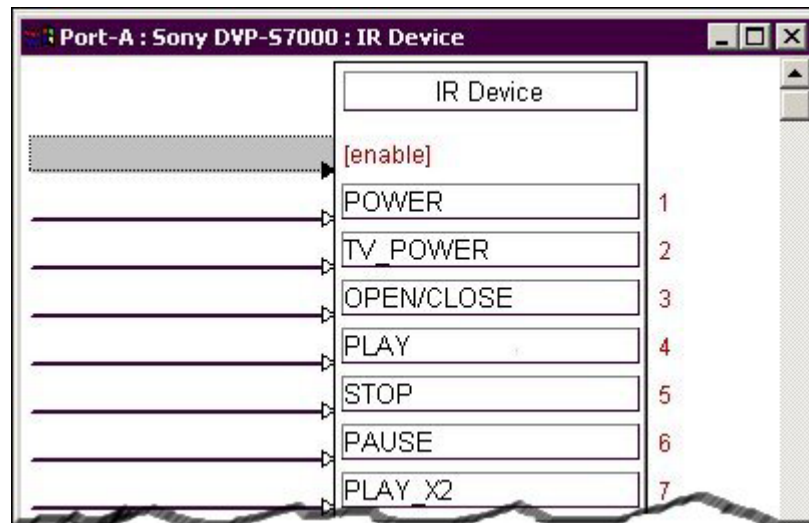 Port-A : Sony DVP-S7000 : IR Device
IR Device
[enable]
POWER 1
TV_POWER 2
OPEN/CLOSE 3
PLAY 4
STOP 5
PAUSE 6
PLAY_X2 7